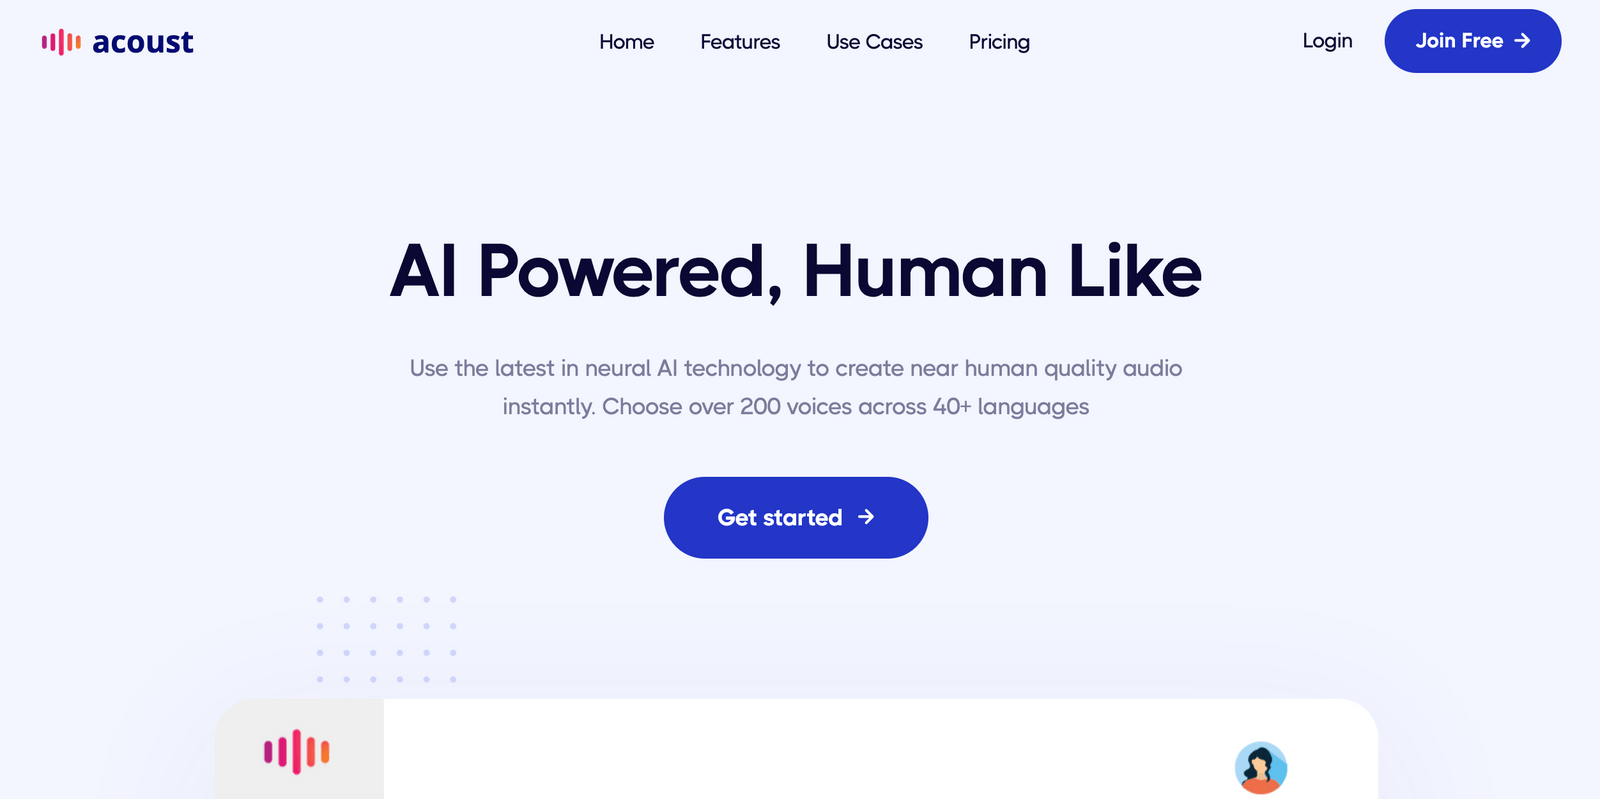 acoust
Home
Features
Use Cases
Pricing
Login
Join Free
AI Powered, Human Like
Use the latest in neural AI technology to create near human quality audio
instantly. Choose over 200 voices across 40+ languages
Get started